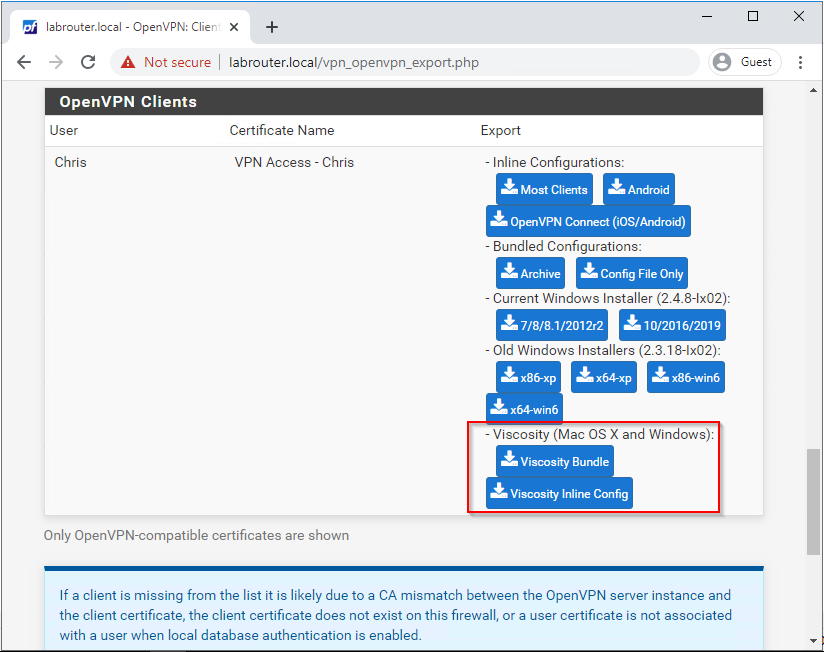 labrouter.local - OpenVPN: Client
Not secure
labrouter.local/vpn_openvpn_export.php
Guest
OpenVPN Clients
User Certificate Name Export
Chris VPN Access - Chris - Inline Configurations:
Most Clients Android
OpenVPN Connect (iOS/Android)
- Bundled Configurations:
Archive Config File Only
- Current Windows Installer (2.4.8-Ix02):
7/8/8.1/2012r2 10/2016/2019
- Old Windows Installers (2.3.18-Ix02):
x86-xp x64-xp x86-win6
x64-win6
- Viscosity (Mac OS X and Windows):
Viscosity Bundle
Viscosity Inline Config
Only OpenVPN-compatible certificates are shown
If a client is missing from the list it is likely due to a CA mismatch between the OpenVPN server instance and
the client certificate, the client certificate does not exist on this firewall, or a user certificate is not associated
with a user when local database authentication is enabled.